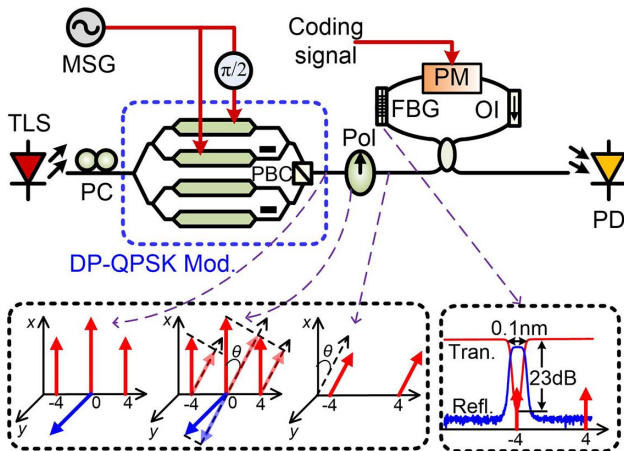 MSG
π/2
Coding
signal
PM
FBG
OI
TLS
PC
PBC
Pol
PD
DP-QPSK Mod.
x
-4
0
4
y
x
θ
-4
0
4
y
x
θ
-4
4
y
0.1nm
Tran.
23dB
Refl.
-4
4